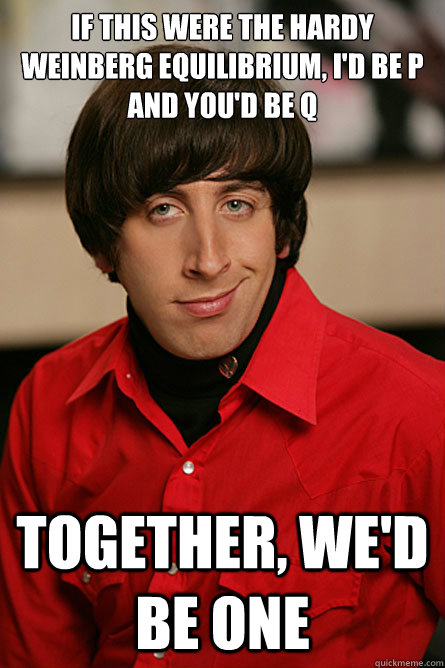 IF THIS WERE THE HARDY
WEINBERG EQUILIBRIUM, I'D BE P
AND YOU'D BE Q
TOGETHER, WE'D
BE ONE
quickmeme.com